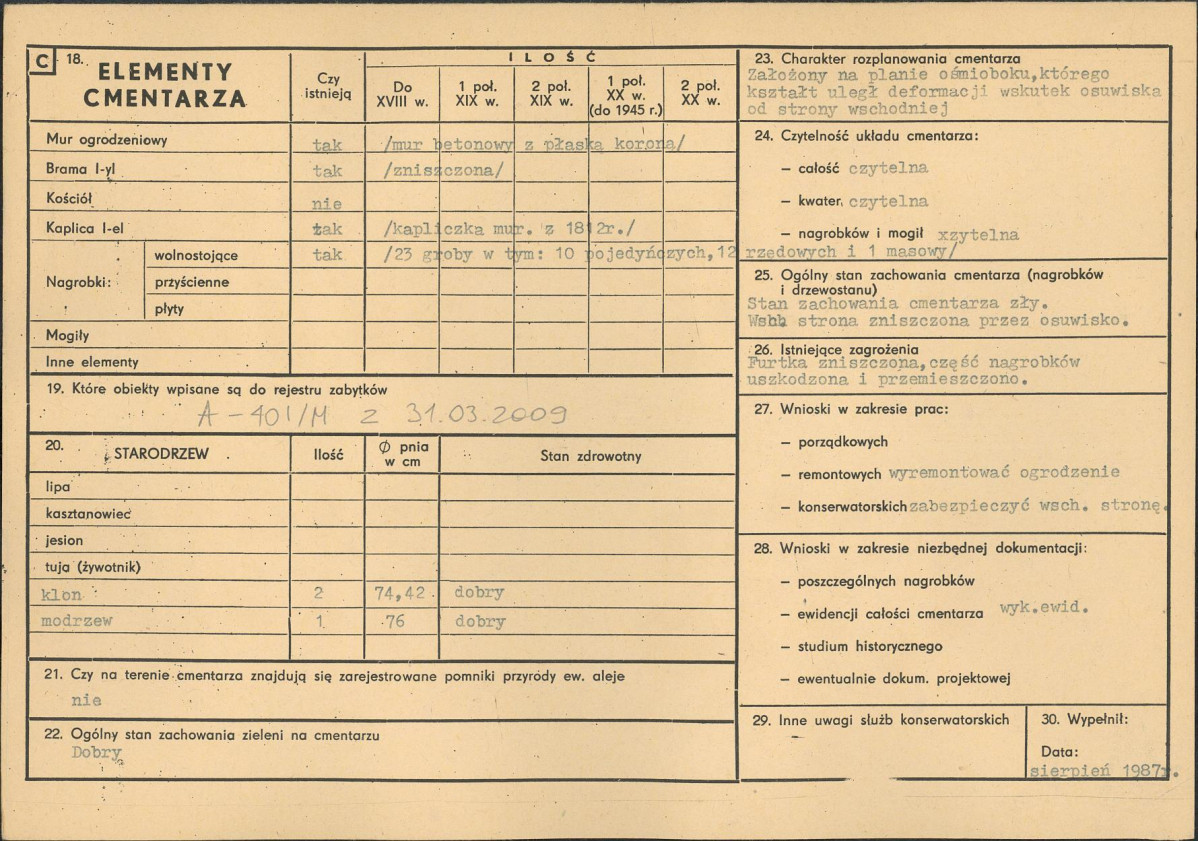 C 18. ELEMENTY CMENTARZA
Czy istnieją
I L O Ś Ć
Do XVIII w.
1 poł. XIX w.
2 poł. XIX w.
1 poł. XX w. (do 1945 r.)
2 poł. XX w.
Mur ogrodzeniowy tak /mur betonowy z płaską koroną/
Brama I-yl tak /zniszczona/
Kościół nie
Kaplica I-el tak /kapliczka mur. z 1812r./
Nagrobki: wolnostojące tak /23 groby w tym: 10 pojedyńczych,12 rzędowych i 1 masowy/
przyścienne
płyty
Mogiły
Inne elementy
19. Które obiekty wpisane są do rejestru zabytków
A-401/M z 31.03.2009
20. STARODRZEW Ilość Ø pnia w cm Stan zdrowotny
lipa
kasztanowiec
jesion
tuja (żywotnik)
klon 2 74,42 dobry
modrzew 1 76 dobry
21. Czy na terenie cmentarza znajdują się zarejestrowane pomniki przyrody ew. aleje
nie
22. Ogólny stan zachowania zieleni na cmentarzu
Dobry
23. Charakter rozplanowania cmentarza
Założony na planie ośmioboku,którego
kształt uległ deformacji wskutek osuwiska
od strony wschodniej
24. Czytelność układu cmentarza:
– całość czytelna
– kwater, czytelna
– nagrobków i mogił xzytelna
25. Ogólny stan zachowania cmentarza (nagrobków
i drzewostanu)
Stan zachowania cmentarza zły.
Wsch strona zniszczona przez osuwisko.
26. Istniejące zagrożenia
Furtka zniszczona,część nagrobków
uszkodzona i przemieszczono.
27. Wnioski w zakresie prac:
– porządkowych
– remontowych wyremontować ogrodzenie
– konserwatorskich zabezpieczyć wsch. stronę.
28. Wnioski w zakresie niezbędnej dokumentacji:
– poszczególnych nagrobków
– ewidencji całości cmentarza wyk.ewid.
– studium historycznego
– ewentualnie dokum. projektowej
29. Inne uwagi służb konserwatorskich
30. Wypełnił:
Data:
sierpień 1987r.